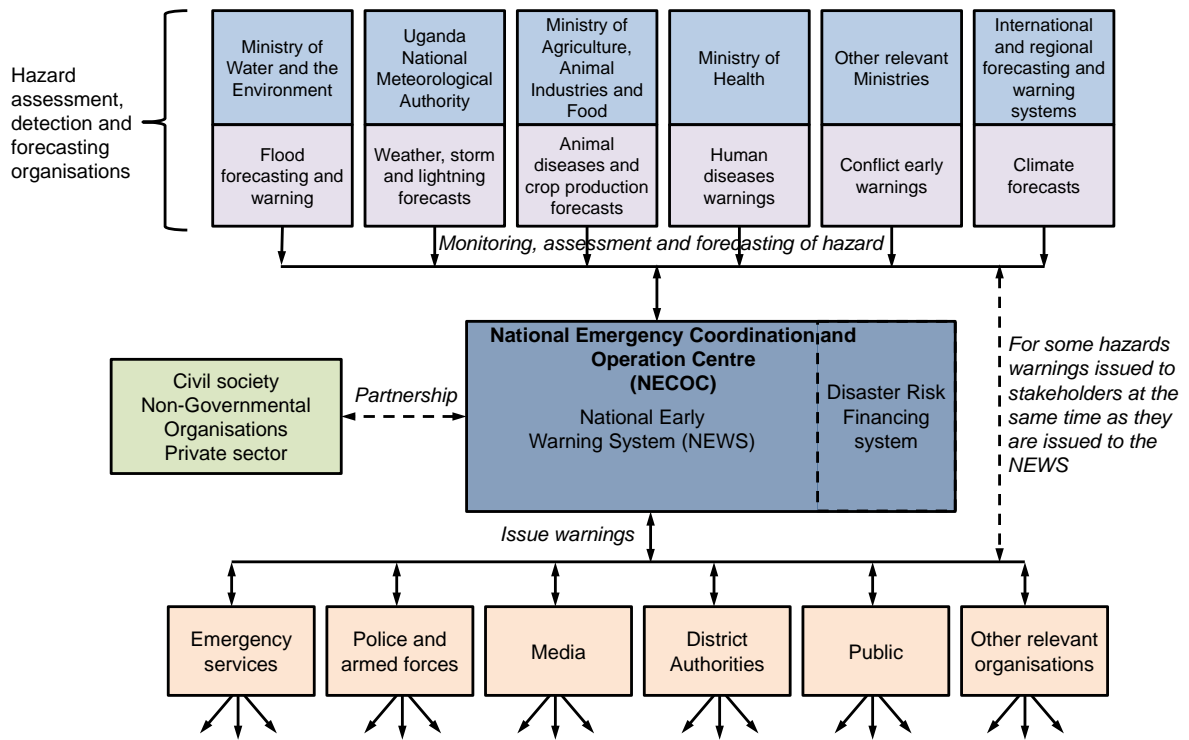 Hazard
assessment,
detection and
forecasting
organisations
Ministry of
Water and the
Environment
Flood
forecasting and
warning
Uganda
National
Meteorological
Authority
Weather, storm
and lightning
forecasts
Ministry of
Agriculture,
Animal
Industries and
Food
Animal
diseases and
crop production
forecasts
Ministry of
Health
Human
diseases
warnings
Other relevant
Ministries
Conflict early
warnings
International
and regional
forecasting and
warning
systems
Climate
forecasts
Monitoring, assessment and forecasting of hazard
National Emergency Coordination and
Operation Centre
(NECOC)
National Early
Warning System (NEWS)
Disaster Risk
Financing
system
Civil society
Non-Governmental
Organisations
Private sector
Partnership
For some hazards
warnings issued to
stakeholders at the
same time as they
are issued to the
NEWS
Issue warnings
Emergency
services
Police and
armed forces
Media
District
Authorities
Public
Other relevant
organisations